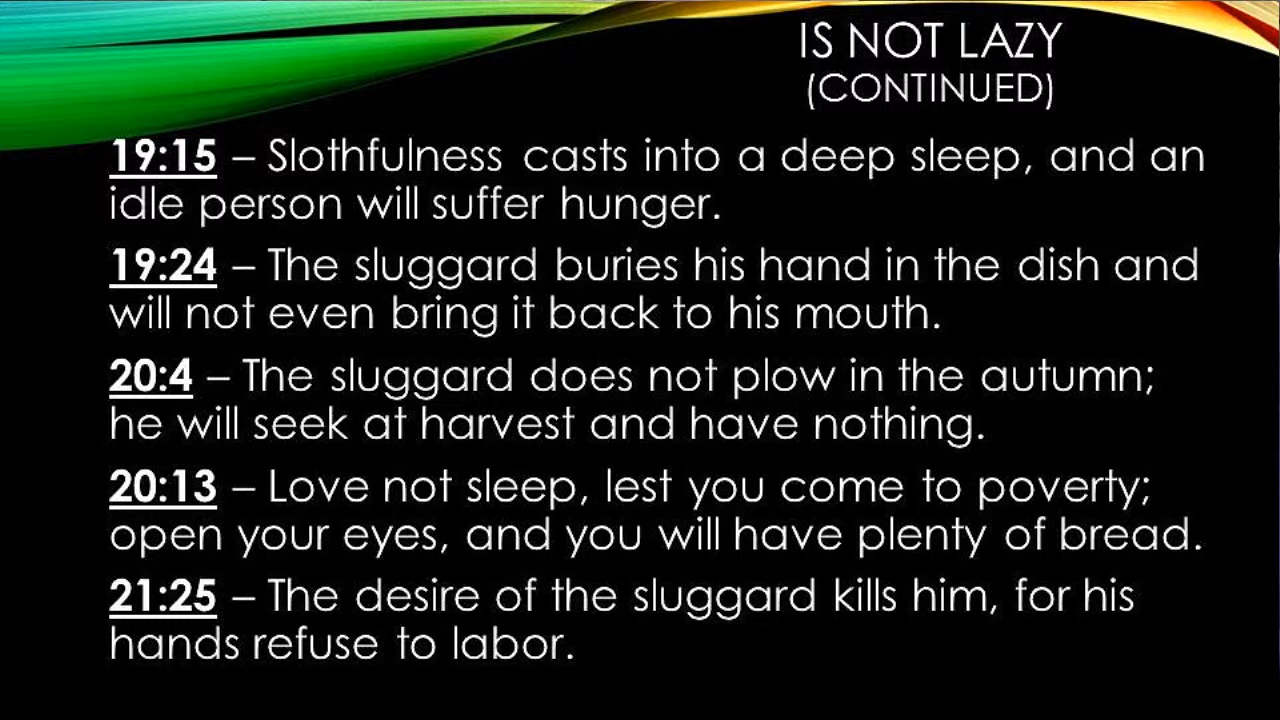 IS NOT LAZY
(CONTINUED)
19:15 – Slothfulness casts into a deep sleep, and an
idle person will suffer hunger.
19:24 – The sluggard buries his hand in the dish and
will not even bring it back to his mouth.
20:4 – The sluggard does not plow in the autumn;
he will seek at harvest and have nothing.
20:13 – Love not sleep, lest you come to poverty;
open your eyes, and you will have plenty of bread.
21:25 – The desire of the sluggard kills him, for his
hands refuse to labor.